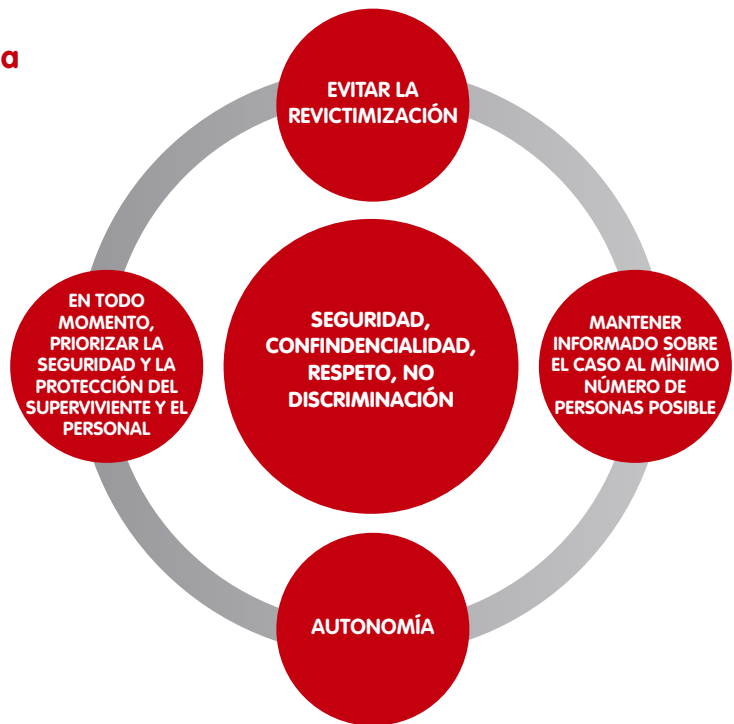 a
EVITAR LA
REVICTIMIZACIÓN
EN TODO
MOMENTO,
PRIORIZAR LA
SEGURIDAD Y LA
PROTECCIÓN DEL
SUPERVIVIENTE Y EL
PERSONAL
SEGURIDAD,
CONFINDENCIALIDAD,
RESPETO, NO
DISCRIMINACIÓN
MANTENER
INFORMADO SOBRE
EL CASO AL MÍNIMO
NÚMERO DE
PERSONAS POSIBLE
AUTONOMÍA